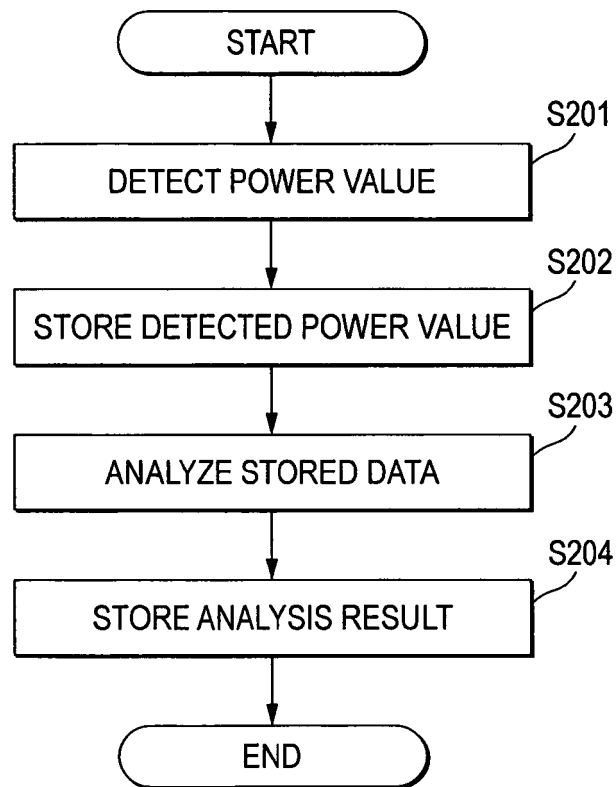 START
S201
DETECT POWER VALUE
S202
STORE DETECTED POWER VALUE
S203
ANALYZE STORED DATA
S204
STORE ANALYSIS RESULT
END